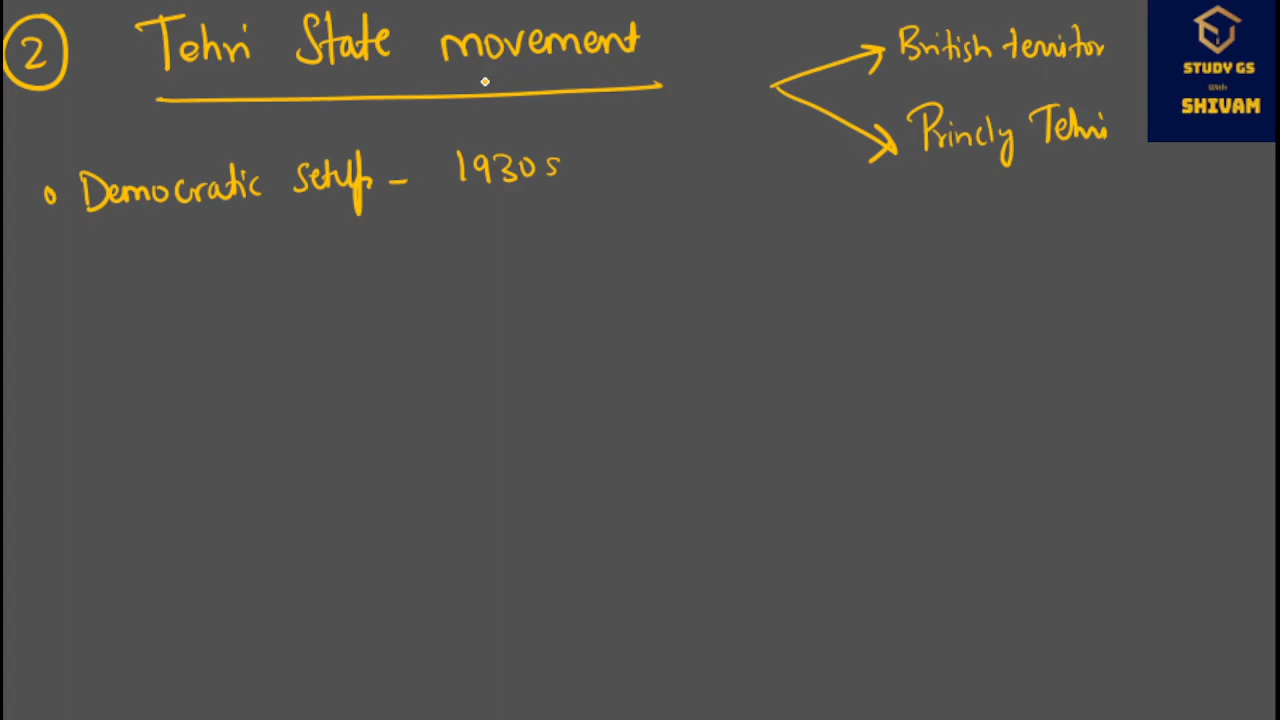 2 Tehri State movement
British territor
Princly Tehri
Democratic setup - 1930s
STUDY GS
With
SHIVAM